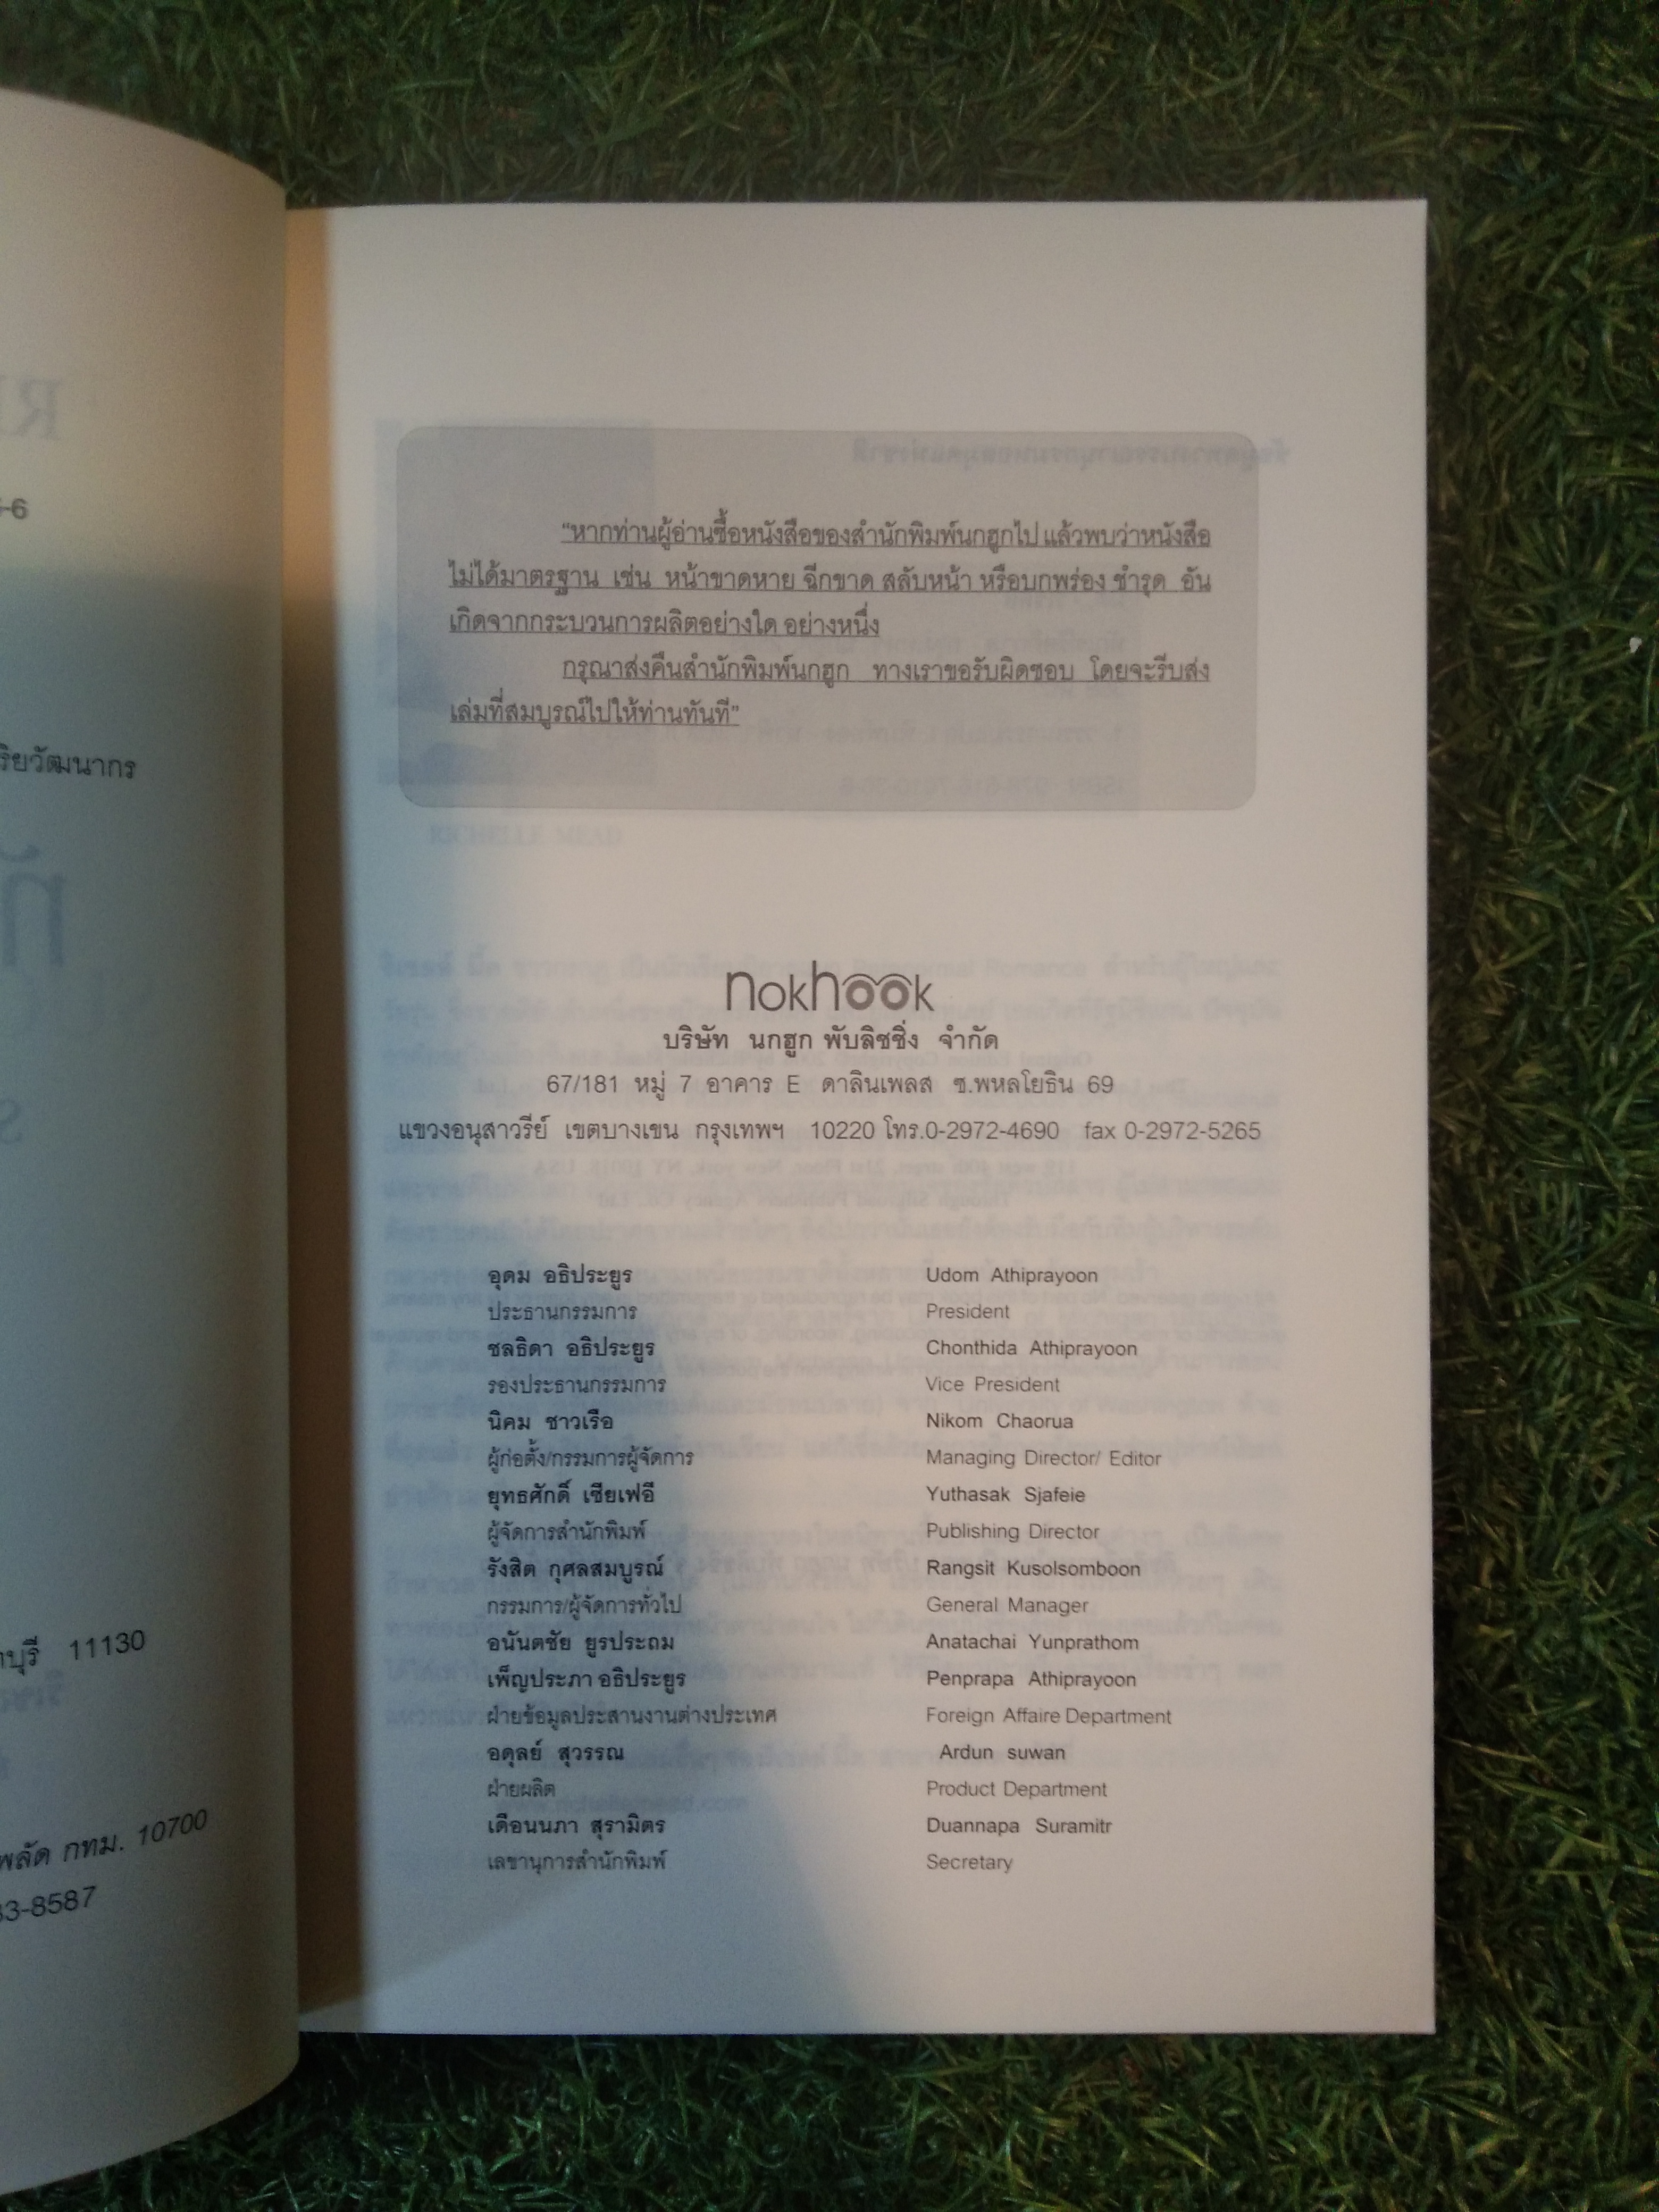 “หากท่านผู้อ่านซื้อหนังสือของสำนักพิมพ์นกฮูกไป แล้วพบว่าหนังสือ
ไม่ได้มาตรฐาน เช่น หน้าขาดหาย ฉีกขาด สลับหน้า หรือบกพร่อง ชำรุด อัน
เกิดจากกระบวนการผลิตอย่างใด อย่างหนึ่ง
กรุณาส่งคืนสำนักพิมพ์นกฮูก ทางเราขอรับผิดชอบ โดยจะรีบส่ง
เล่มที่สมบูรณ์ไปให้ท่านทันที”
nokhook
บริษัท นกฮูก พับลิชชิ่ง จำกัด
67/181 หมู่ 7 อาคาร E ดาลินเพลส ซ.พหลโยธิน 69
แขวงอนุสาวรีย์ เขตบางเขน กรุงเทพฯ 10220 โทร.0-2972-4690 fax 0-2972-5265
อุดม อธิประยูร Udom Athiprayoon
ประธานกรรมการ President
ชลธิดา อธิประยูร Chonthida Athiprayoon
รองประธานกรรมการ Vice President
นิคม ชาวเรือ Nikom Chaorua
ผู้ก่อตั้ง/กรรมการผู้จัดการ Managing Director/ Editor
ยุทธศักดิ์ เซียเฟอี Yuthasak Sjafeie
ผู้จัดการสำนักพิมพ์ Publishing Director
รังสิต กุศลสมบูรณ์ Rangsit Kusolsomboon
กรรมการ/ผู้จัดการทั่วไป General Manager
อนันตชัย ยูรประถม Anatachai Yunprathom
เพ็ญประภา อธิประยูร Penprapa Athiprayoon
ฝ่ายข้อมูลประสานงานต่างประเทศ Foreign Affaire Department
อดุลย์ สุวรรณ Ardun suwan
ฝ่ายผลิต Product Department
เดือนนภา สุรามิตร Duannapa Suramitr
เลขานุการสำนักพิมพ์ Secretary
-6
ริยวัฒนากร
บุรี 11130
พลัด กทม. 10700
33-8587